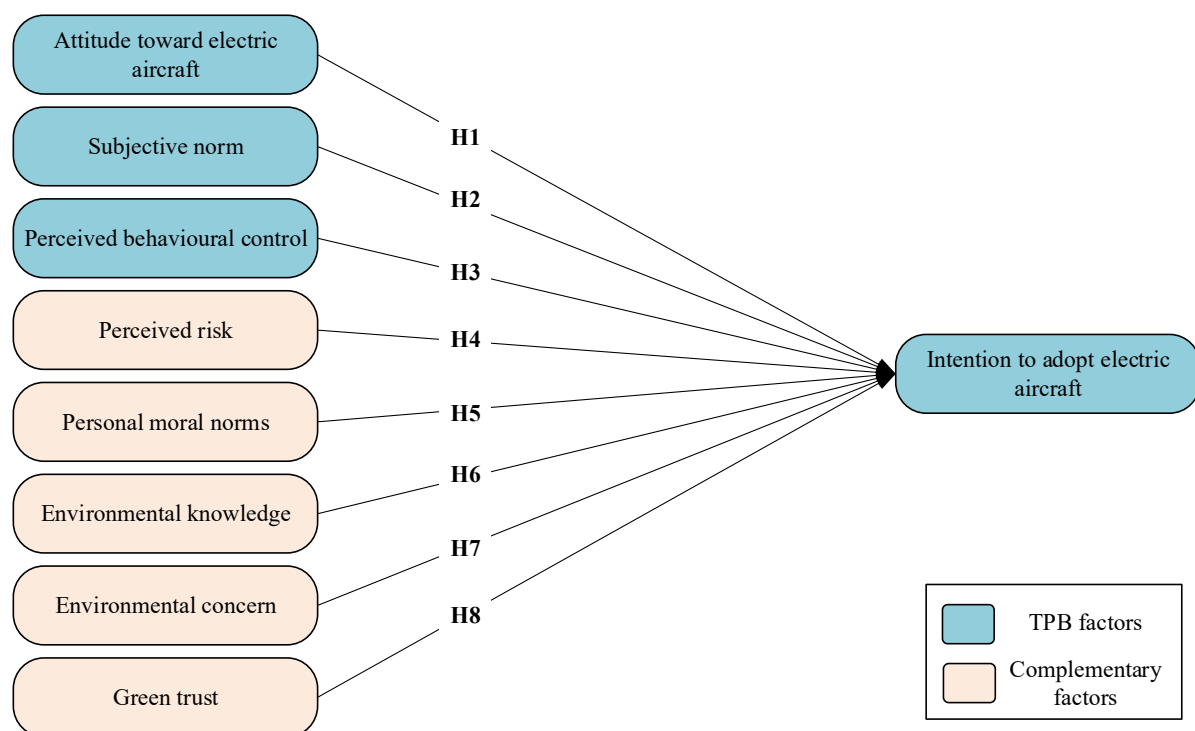 Attitude toward electric
aircraft
H1
Subjective norm
H2
Perceived behavioural control
H3
Perceived risk
H4
Intention to adopt electric
aircraft
Personal moral norms
H5
Environmental knowledge
H6
Environmental concern
H7
Green trust
H8
TPB factors
Complementary
factors